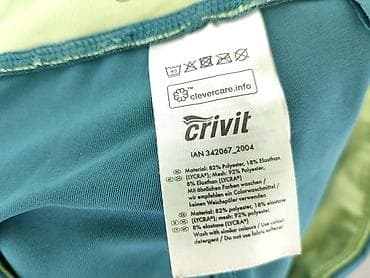 40
clevercare.info
crivit
IAN 342067_2004
Material: 82% Polyester, 18% Elasthan
(LYCRA®); Mesh: 92% Polyester,
8% Elasthan (LYCRA®)
Mit ähnlichen Farben waschen /
wir empfehlen ein Colorwaschmittel /
keinen Weichspüler verwenden
Material: 82% polyester, 18% elastane
(LYCRA®); mesh: 92% polyester,
8% elastane (LYCRA®)
Wash with similar colours / Use colour
detergent / Do not use fabric softener.